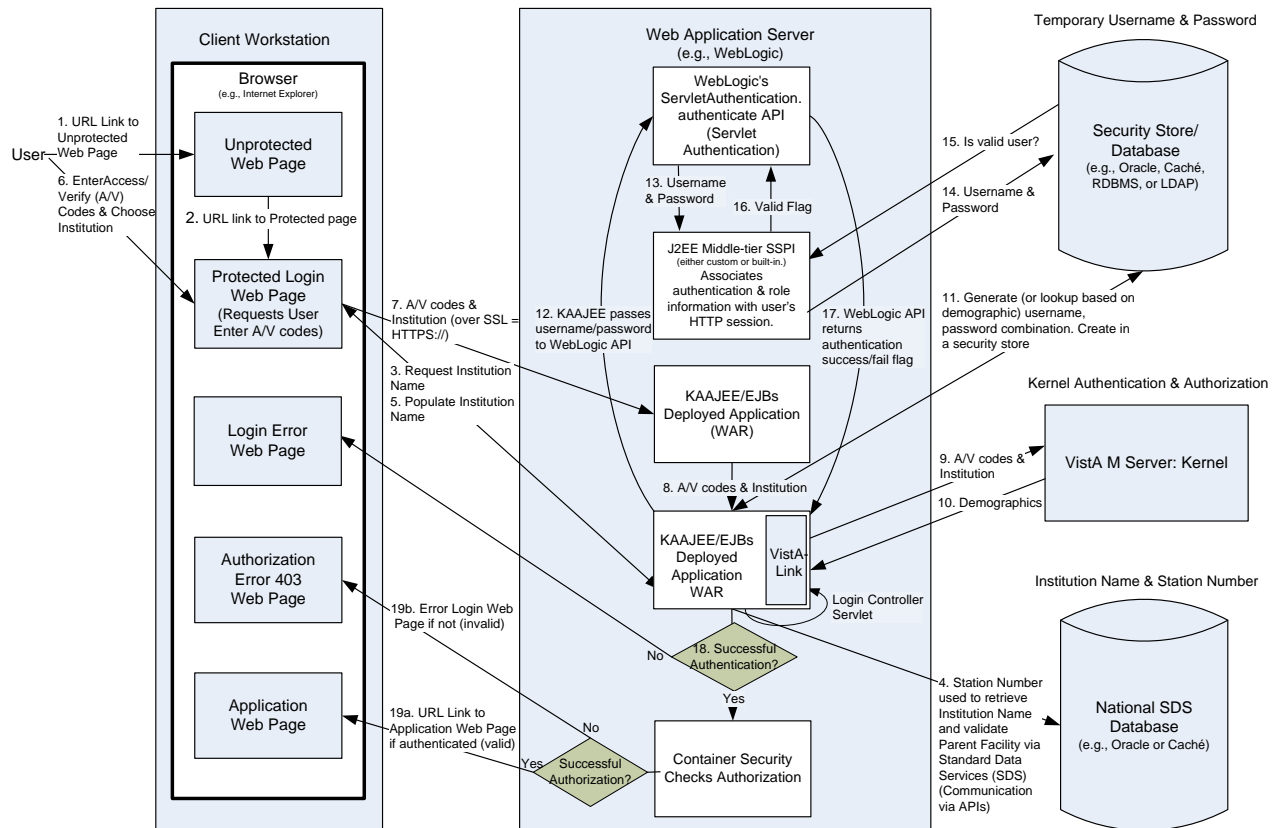 Client Workstation
Browser
(e.g., Internet Explorer)
User
1. URL Link to
Unprotected
Web Page
6. EnterAccess/
Verify (A/V)
Codes & Choose
Institution
Unprotected
Web Page
2. URL link to Protected page
Protected Login
Web Page
(Requests User
Enter A/V codes)
Login Error
Web Page
Authorization
Error 403
Web Page
Application
Web Page
7. A/V codes &
Institution (over SSL =
HTTPS://)
3. Request Institution
Name
5. Populate Institution
Name
19b. Error Login Web
Page if not (invalid)
19a. URL Link to
Application Web Page
if authenticated (valid)
Web Application Server
(e.g., WebLogic)
WebLogic's
ServletAuthentication.
authenticate API
(Servlet
Authentication)
13. Username
& Password
16. Valid Flag
J2EE Middle-tier SSPI
(either custom or built-in.)
Associates
authentication & role
information with user's
HTTP session.
12. KAAJEE passes
username/password
to WebLogic API
17. WebLogic API
returns
authentication
success/fail flag
KAAJEE/EJBs
Deployed Application
(WAR)
8. A/V codes & Institution
KAAJEE/EJBs
Deployed
Application
WAR
VistA-
Link
Login Controller
Servlet
18. Successful
Authentication?
No
Yes
Container Security
Checks Authorization
Successful
Authorization?
No
Yes
Temporary Username & Password
Security Store/
Database
(e.g., Oracle, Caché,
RDBMS, or LDAP)
15. Is valid user?
14. Username &
Password
11. Generate (or lookup based on
demographic) username,
password combination. Create in
a security store
Kernel Authentication & Authorization
VistA M Server: Kernel
9. A/V codes &
Institution
10. Demographics
Institution Name & Station Number
National SDS
Database
(e.g., Oracle or Caché)
4. Station Number
used to retrieve
Institution Name
and validate
Parent Facility via
Standard Data
Services (SDS)
(Communication
via APIs)